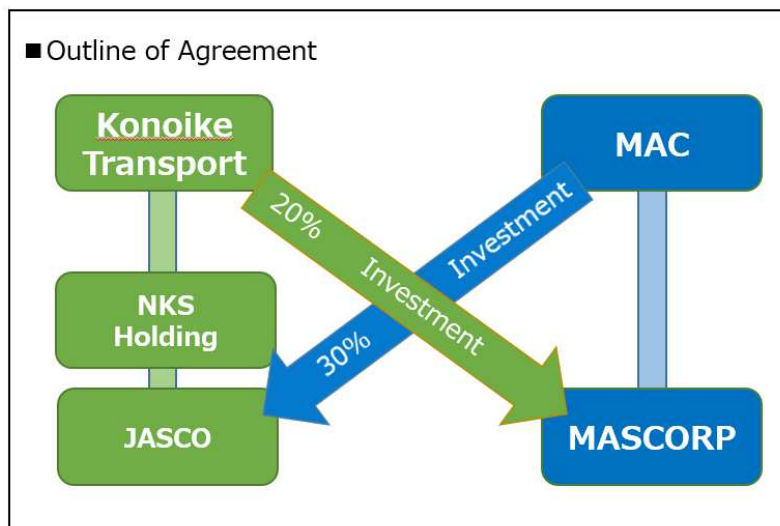 ■ Outline of Agreement
Konoike
Transport
MAC
20% Investment
30% Investment
NKS
Holding
JASCO
MASCORP